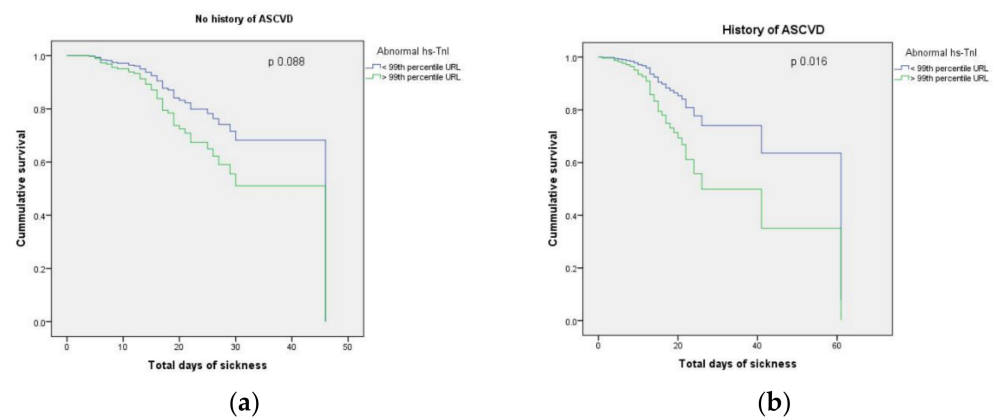 No history of ASCVD
Abnormal hs-TnI
< 99th percentile URL
> 99th percentile URL
p 0.088
1.0
0.8
0.6
0.4
0.2
0.0
Cummulative survival
0
10
20
30
40
50
Total days of sickness
(a)
History of ASCVD
Abnormal hs-TnI
< 99th percentile URL
> 99th percentile URL
p 0.016
1.0
0.8
0.6
0.4
0.2
0.0
Cummulative survival
0
20
40
60
Total days of sickness
(b)